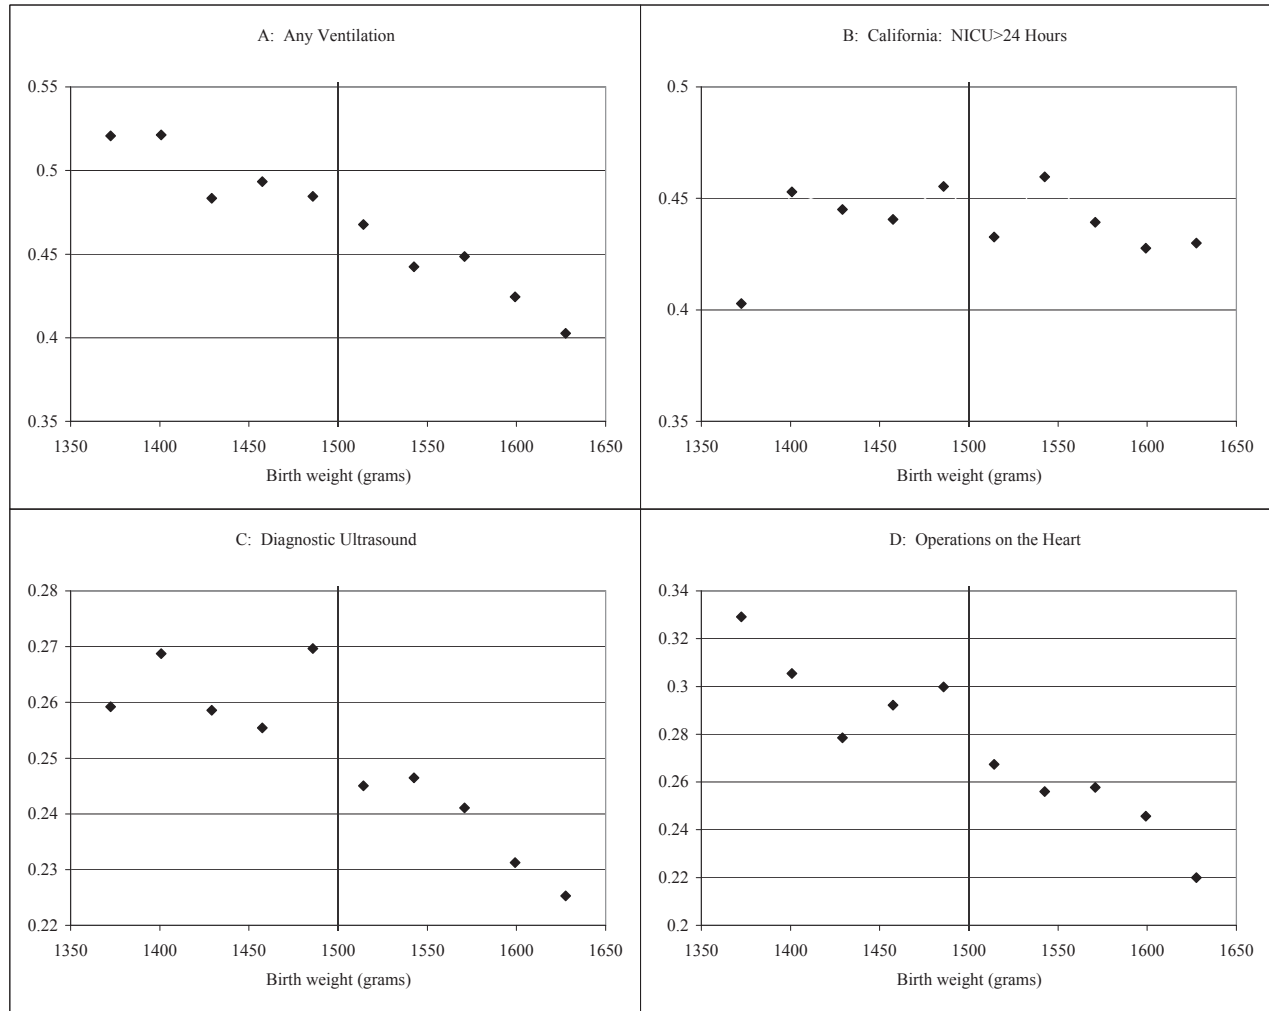 A: Any Ventilation
0.55
0.5
0.45
0.4
0.35
1350 1400 1450 1500 1550 1600 1650
Birth weight (grams)
B: California: NICU>24 Hours
0.5
0.45
0.4
0.35
1350 1400 1450 1500 1550 1600 1650
Birth weight (grams)
C: Diagnostic Ultrasound
0.28
0.27
0.26
0.25
0.24
0.23
0.22
1350 1400 1450 1500 1550 1600 1650
Birth weight (grams)
D: Operations on the Heart
0.34
0.32
0.3
0.28
0.26
0.24
0.22
0.2
1350 1400 1450 1500 1550 1600 1650
Birth weight (grams)